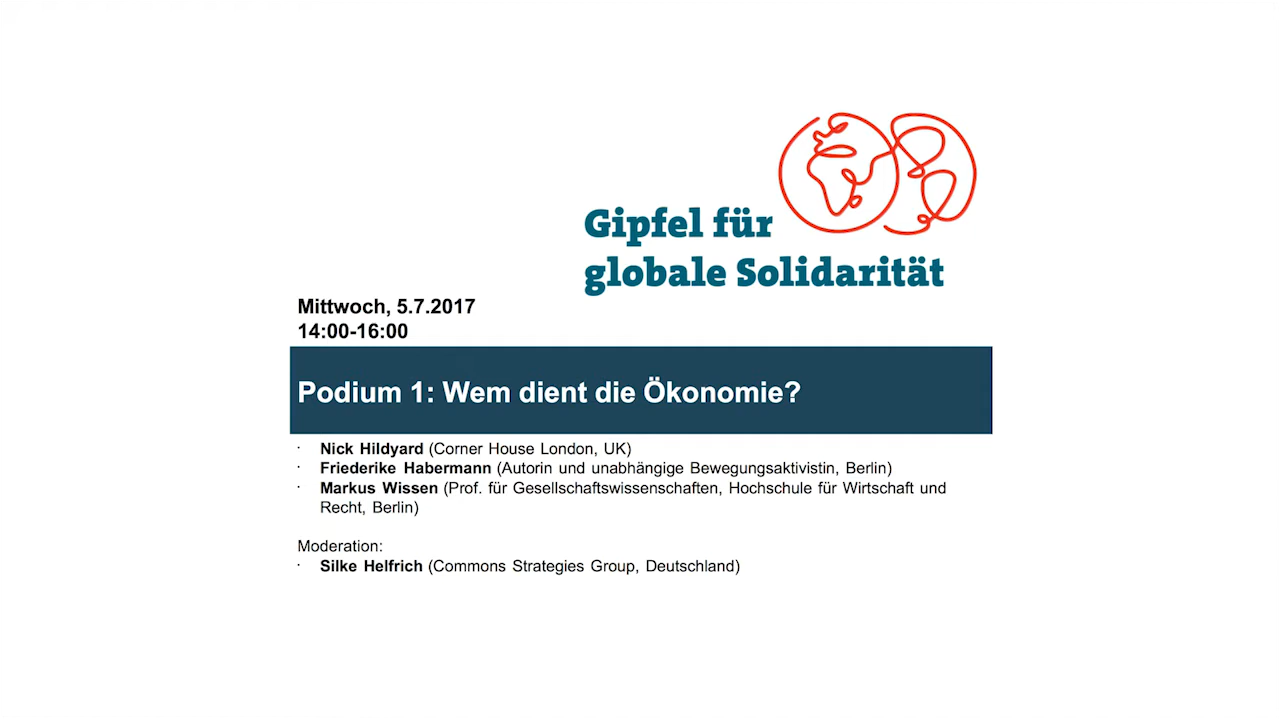 Gipfel für
globale Solidarität
Mittwoch, 5.7.2017
14:00-16:00
Podium 1: Wem dient die Ökonomie?
· Nick Hildyard (Corner House London, UK)
· Friederike Habermann (Autorin und unabhängige Bewegungsaktivistin, Berlin)
· Markus Wissen (Prof. für Gesellschaftswissenschaften, Hochschule für Wirtschaft und
Recht, Berlin)
Moderation:
· Silke Helfrich (Commons Strategies Group, Deutschland)